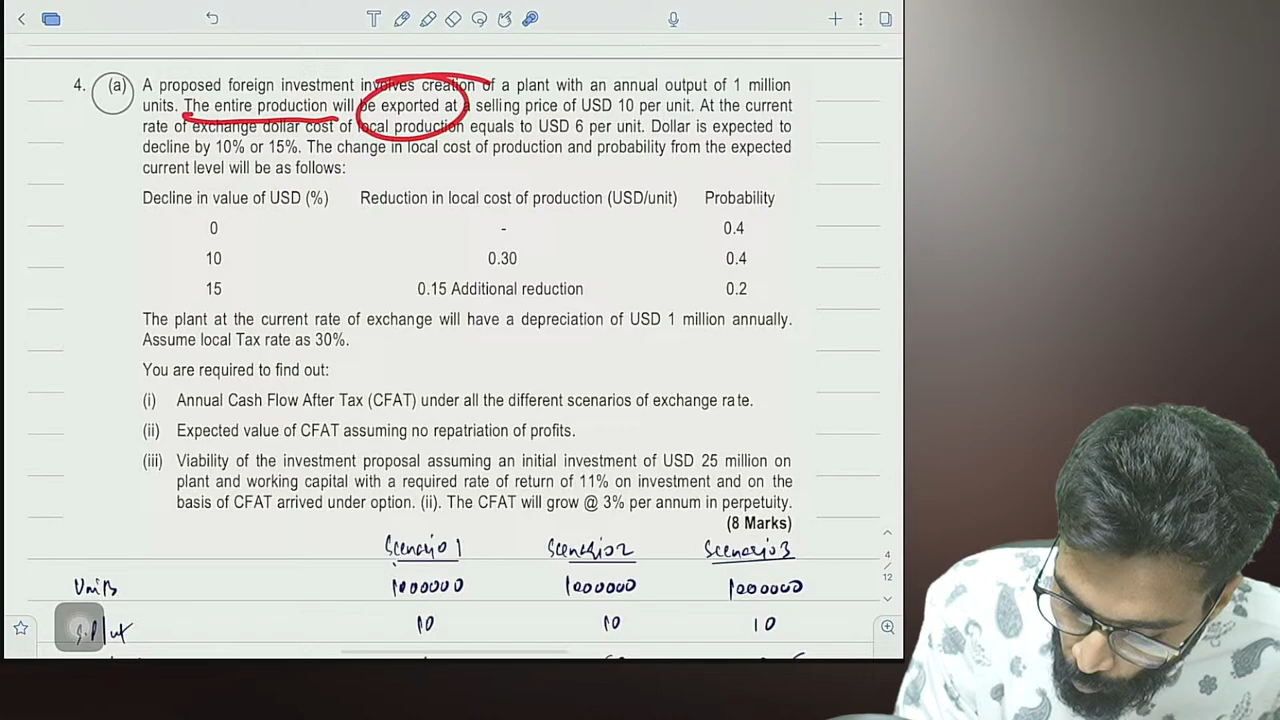 4. (a) A proposed foreign investment involves creation of a plant with an annual output of 1 million
units. The entire production will be exported at a selling price of USD 10 per unit. At the current
rate of exchange dollar cost of local production equals to USD 6 per unit. Dollar is expected to
decline by 10% or 15%. The change in local cost of production and probability from the expected
current level will be as follows:
Decline in value of USD (%) Reduction in local cost of production (USD/unit) Probability
0 - 0.4
10 0.30 0.4
15 0.15 Additional reduction 0.2
The plant at the current rate of exchange will have a depreciation of USD 1 million annually.
Assume local Tax rate as 30%.
You are required to find out:
(i) Annual Cash Flow After Tax (CFAT) under all the different scenarios of exchange rate.
(ii) Expected value of CFAT assuming no repatriation of profits.
(iii) Viability of the investment proposal assuming an initial investment of USD 25 million on
plant and working capital with a required rate of return of 11% on investment and on the
basis of CFAT arrived under option. (ii). The CFAT will grow @ 3% per annum in perpetuity.
(8 Marks)
Scenario 1 Scenario 2 Scenario 3
4
/
12
Units 1000000 1000000 1000000
10 10 10